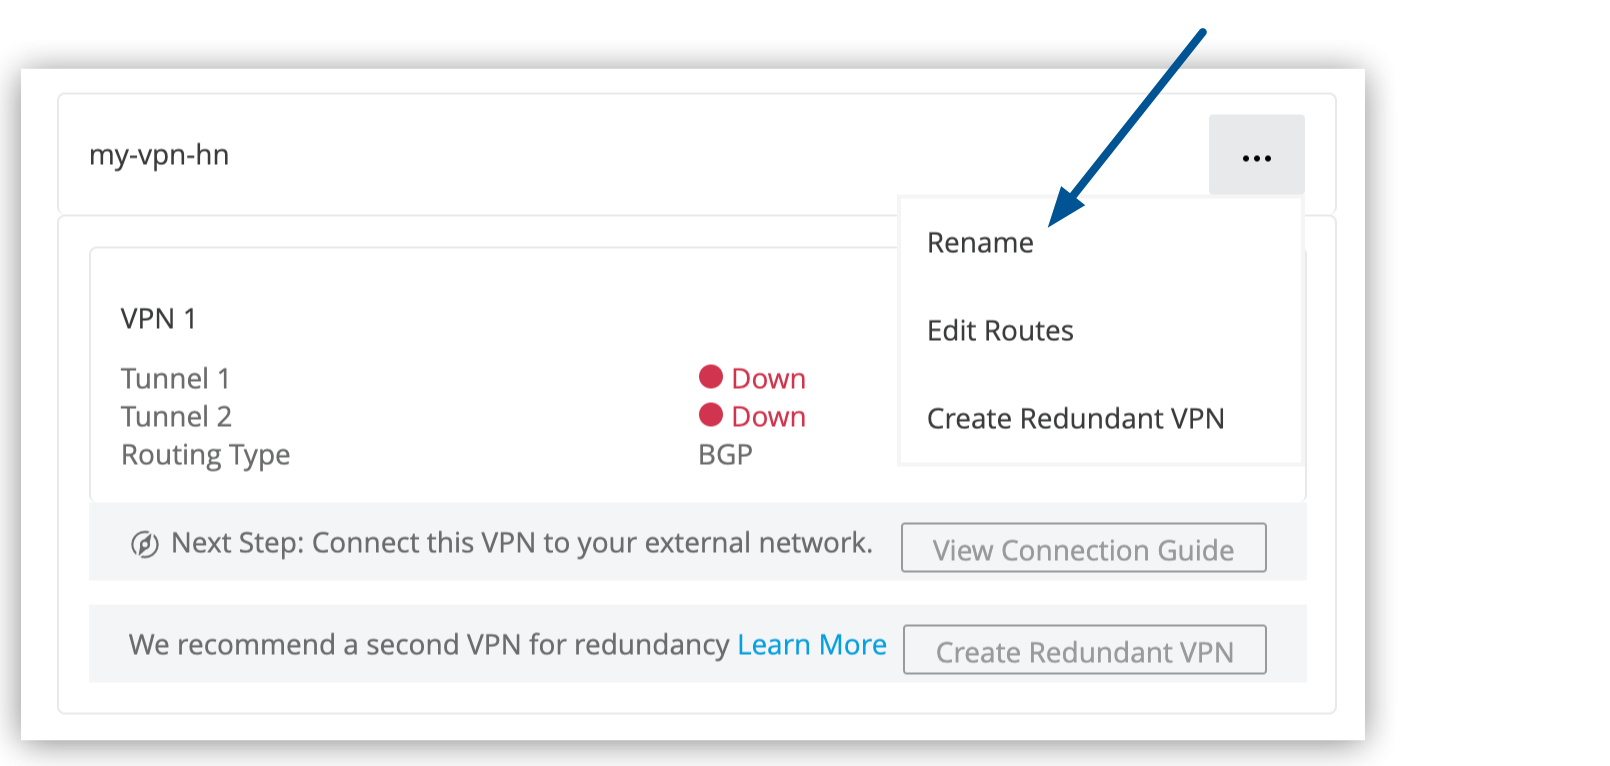 my-vpn-hn
...
Rename
Edit Routes
Create Redundant VPN
VPN 1
Tunnel 1 Down
Tunnel 2 Down
Routing Type BGP
Next Step: Connect this VPN to your external network. View Connection Guide
We recommend a second VPN for redundancy Learn More Create Redundant VPN